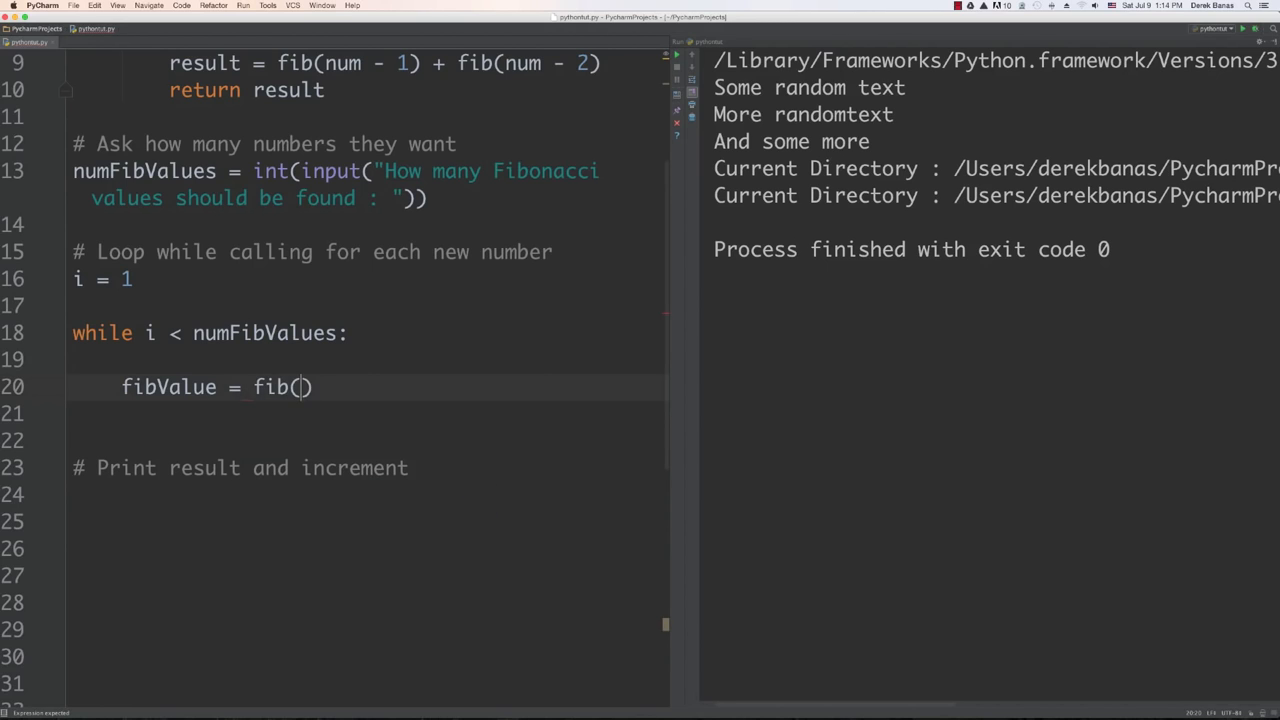 PyCharm File Edit View Navigate Code Refactor Run Tools VCS Window Help
10
Sat Jul 9 1:14 PM Derek Banas
pythontut.py - PycharmProjects - [~/PycharmProjects]
PycharmProjects pythontut.py
pythontut
pythontut.py
Run pythontut
9 result = fib(num - 1) + fib(num - 2)
10 return result
11
12 # Ask how many numbers they want
13 numFibValues = int(input("How many Fibonacci
values should be found : "))
14
15 # Loop while calling for each new number
16 i = 1
17
18 while i < numFibValues:
19
20 fibValue = fib()
21
22
23 # Print result and increment
24
25
26
27
28
29
30
31
/Library/Frameworks/Python.framework/Versions/3
Some random text
More randomtext
And some more
Current Directory : /Users/derekbanas/PycharmPr
Current Directory : /Users/derekbanas/PycharmPr
Process finished with exit code 0
Expression expected
20:20 LF÷ UTF-8÷